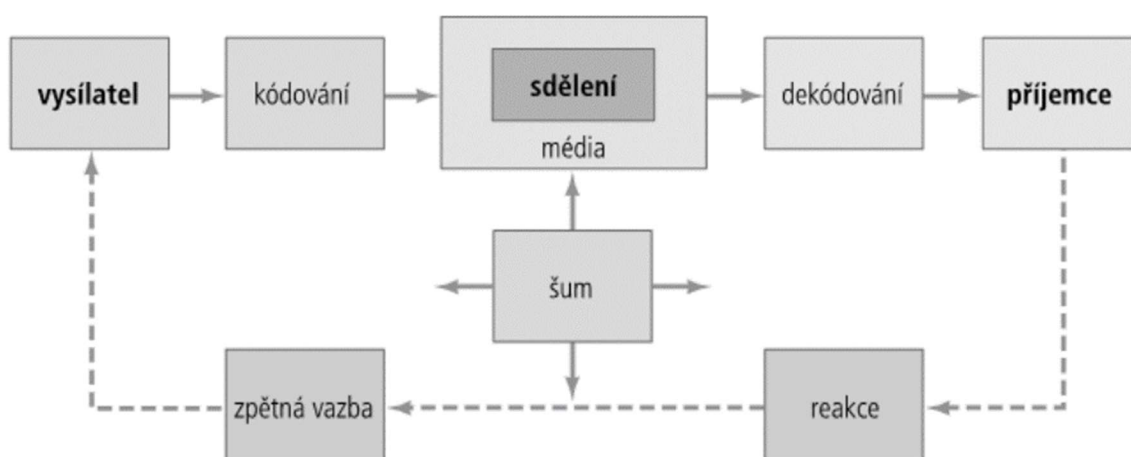 vysílatel
kódování
sdělení
média
dekódování
příjemce
šum
zpětná vazba
reakce